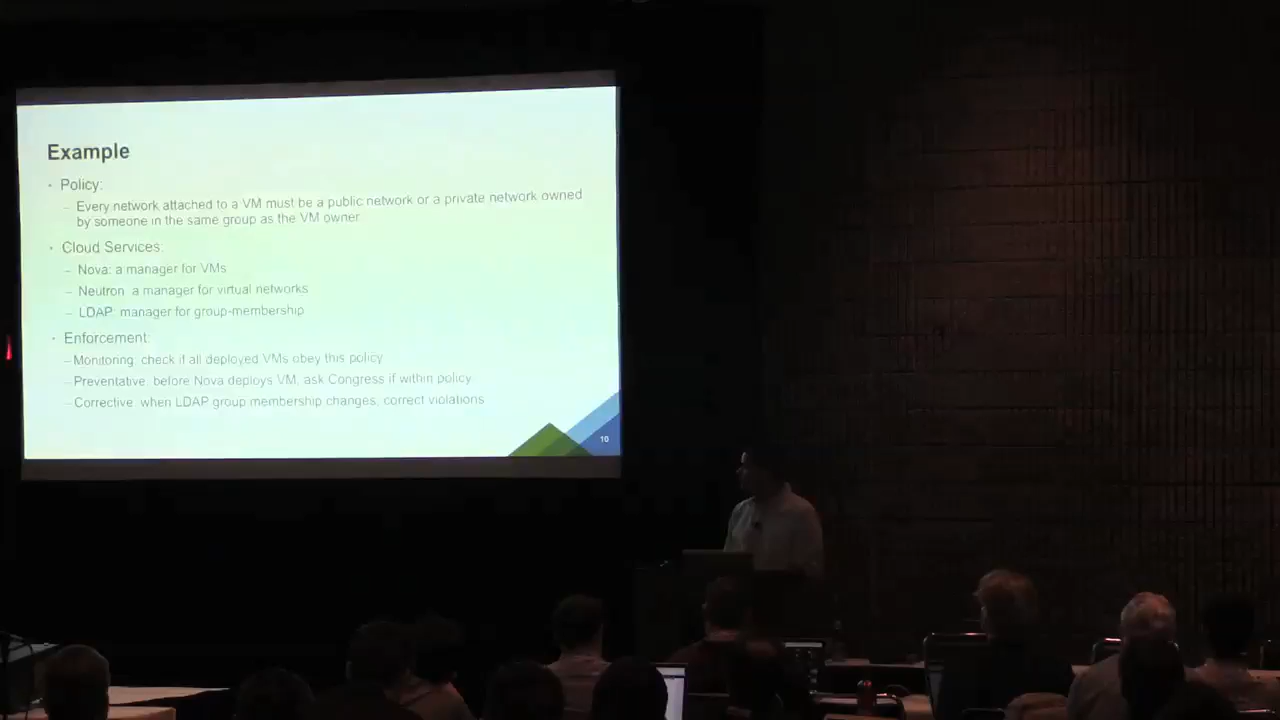 Example
• Policy:
– Every network attached to a VM must be a public network or a private network owned
by someone in the same group as the VM owner
• Cloud Services:
– Nova: a manager for VMs
– Neutron: a manager for virtual networks
– LDAP: manager for group-membership
• Enforcement:
– Monitoring: check if all deployed VMs obey this policy
– Preventative: before Nova deploys VM, ask Congress if within policy
– Corrective: when LDAP group membership changes, correct violations
10